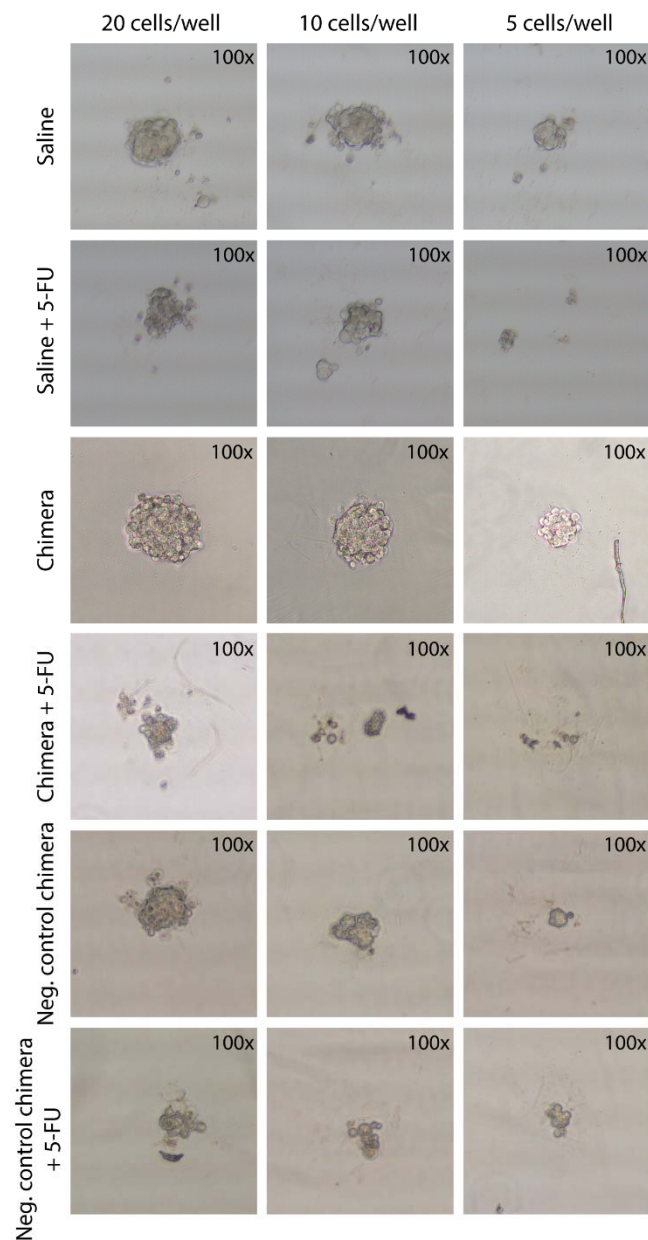 20 cells/well
10 cells/well
5 cells/well
Saline
100x
100x
100x
Saline + 5-FU
100x
100x
100x
Chimera
100x
100x
100x
Chimera + 5-FU
100x
100x
100x
Neg. control chimera
100x
100x
100x
Neg. control chimera
+ 5-FU
100x
100x
100x